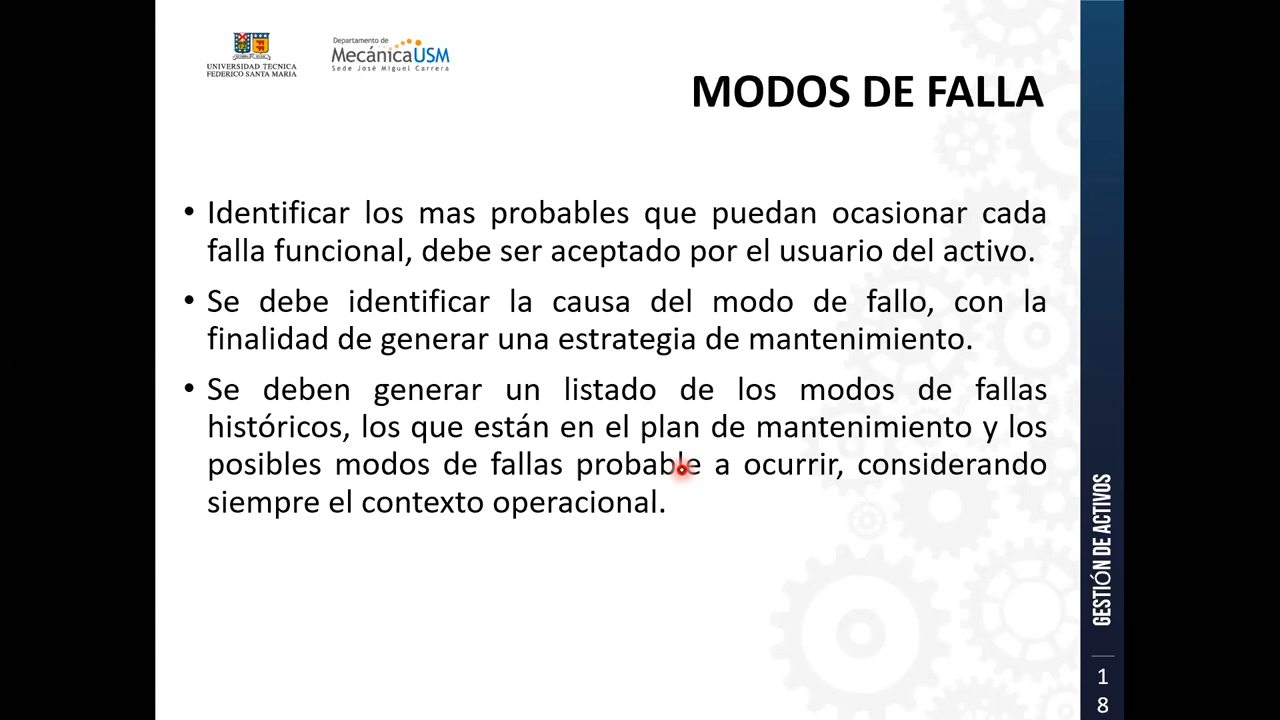 UNIVERSIDAD TECNICA
FEDERICO SANTA MARIA
Departamento de
MecánicaUSM
Sede José Miguel Carrera
MODOS DE FALLA
• Identificar los mas probables que puedan ocasionar cada
falla funcional, debe ser aceptado por el usuario del activo.
• Se debe identificar la causa del modo de fallo, con la
finalidad de generar una estrategia de mantenimiento.
• Se deben generar un listado de los modos de fallas
históricos, los que están en el plan de mantenimiento y los
posibles modos de fallas probable a ocurrir, considerando
siempre el contexto operacional.
GESTIÓN DE ACTIVOS
1
8